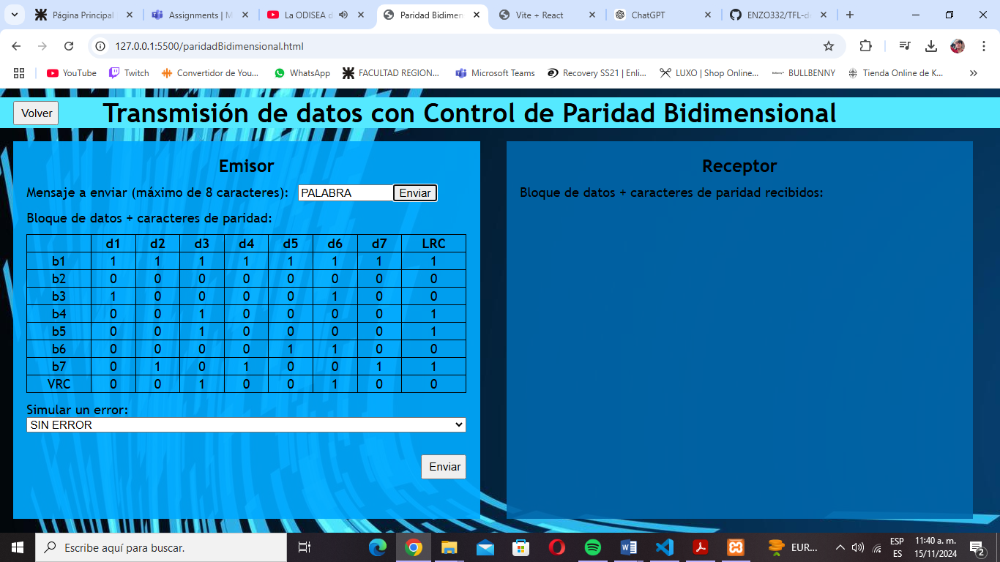 Página Principal
Assignments | M
La ODISEA d
Paridad Bidimen
Vite + React
ChatGPT
ENZO332/TFL-de
127.0.0.1:5500/paridadBidimensional.html
YouTube Twitch Convertidor de You... WhatsApp FACULTAD REGION... Microsoft Teams Recovery SS21 | Enli... LUXO | Shop Online... BULLBENNY Tienda Online de K...
Volver
Transmisión de datos con Control de Paridad Bidimensional
Emisor
Mensaje a enviar (máximo de 8 caracteres): PALABRA Enviar
Bloque de datos + caracteres de paridad:
d1 d2 d3 d4 d5 d6 d7 LRC
b1 1 1 1 1 1 1 1 1
b2 0 0 0 0 0 0 0 0
b3 1 0 0 0 0 1 0 0
b4 0 0 1 0 0 0 0 1
b5 0 0 1 0 0 0 0 1
b6 0 0 0 0 1 1 0 0
b7 0 1 0 1 0 0 1 1
VRC 0 0 1 0 0 1 0 0
Simular un error:
SIN ERROR
Enviar
Receptor
Bloque de datos + caracteres de paridad recibidos:
Escribe aquí para buscar.
EUR...
ESP
ES
11:40 a. m.
15/11/2024
2